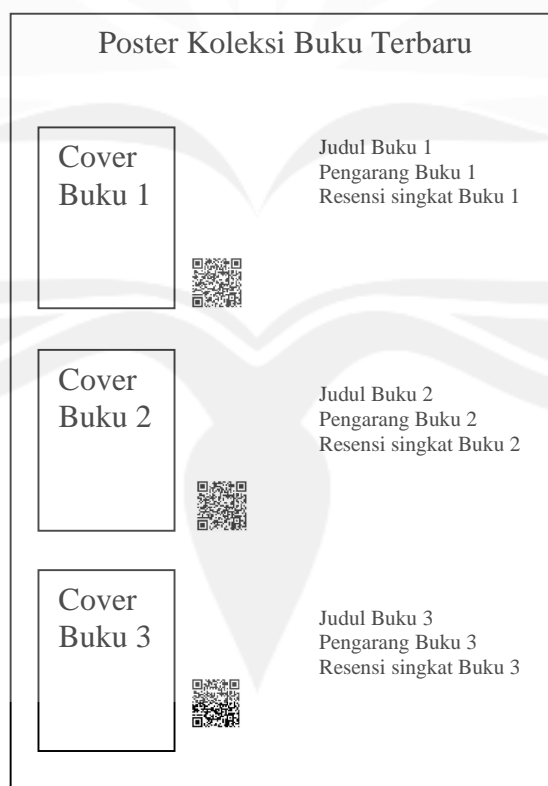 Poster Koleksi Buku Terbaru
Cover
Buku 1
Judul Buku 1
Pengarang Buku 1
Resensi singkat Buku 1
Cover
Buku 2
Judul Buku 2
Pengarang Buku 2
Resensi singkat Buku 2
Cover
Buku 3
Judul Buku 3
Pengarang Buku 3
Resensi singkat Buku 3